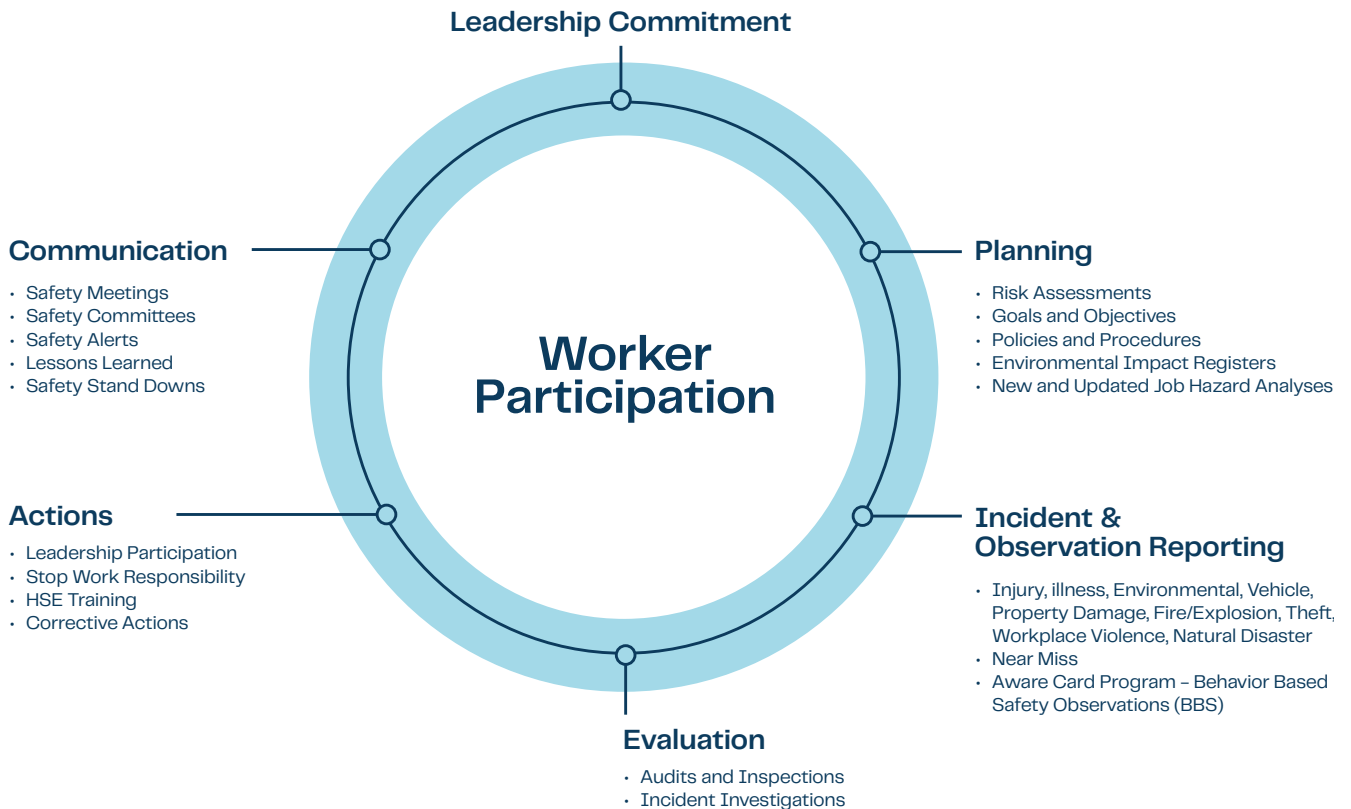 Leadership Commitment
Communication
• Safety Meetings
• Safety Committees
• Safety Alerts
• Lessons Learned
• Safety Stand Downs
Worker
Participation
Planning
• Risk Assessments
• Goals and Objectives
• Policies and Procedures
• Environmental Impact Registers
• New and Updated Job Hazard Analyses
Actions
• Leadership Participation
• Stop Work Responsibility
• HSE Training
• Corrective Actions
Incident &
Observation Reporting
• Injury, illness, Environmental, Vehicle,
Property Damage, Fire/Explosion, Theft,
Workplace Violence, Natural Disaster
• Near Miss
• Aware Card Program – Behavior Based
Safety Observations (BBS)
Evaluation
• Audits and Inspections
• Incident Investigations